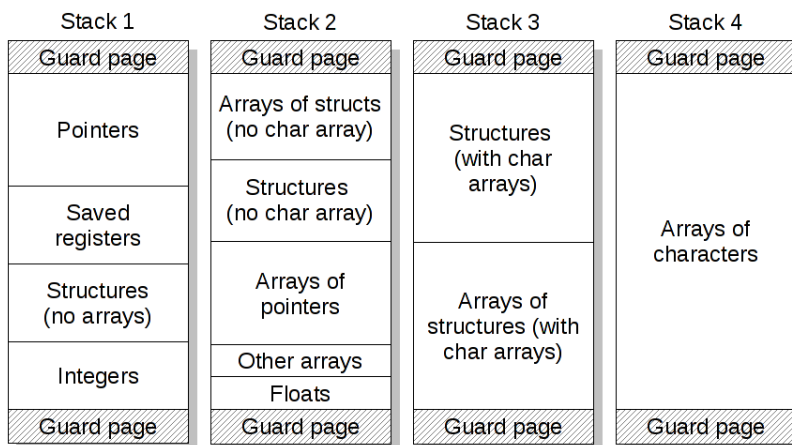 Stack 1
Guard page
Pointers
Saved
registers
Structures
(no arrays)
Integers
Guard page
Stack 2
Guard page
Arrays of structs
(no char array)
Structures
(no char array)
Arrays of
pointers
Other arrays
Floats
Guard page
Stack 3
Guard page
Structures
(with char
arrays)
Arrays of
structures (with
char arrays)
Guard page
Stack 4
Guard page
Arrays of
characters
Guard page